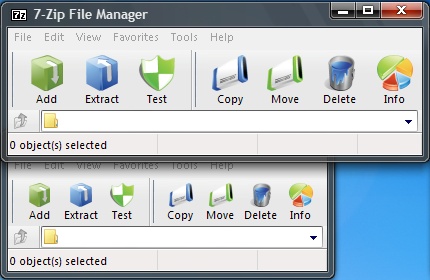 7-Zip File Manager
File Edit View Favorites Tools Help
Add Extract Test Copy Move Delete Info
0 object(s) selected
File Edit View Favorites Tools Help
Add Extract Test Copy Move Delete Info
0 object(s) selected